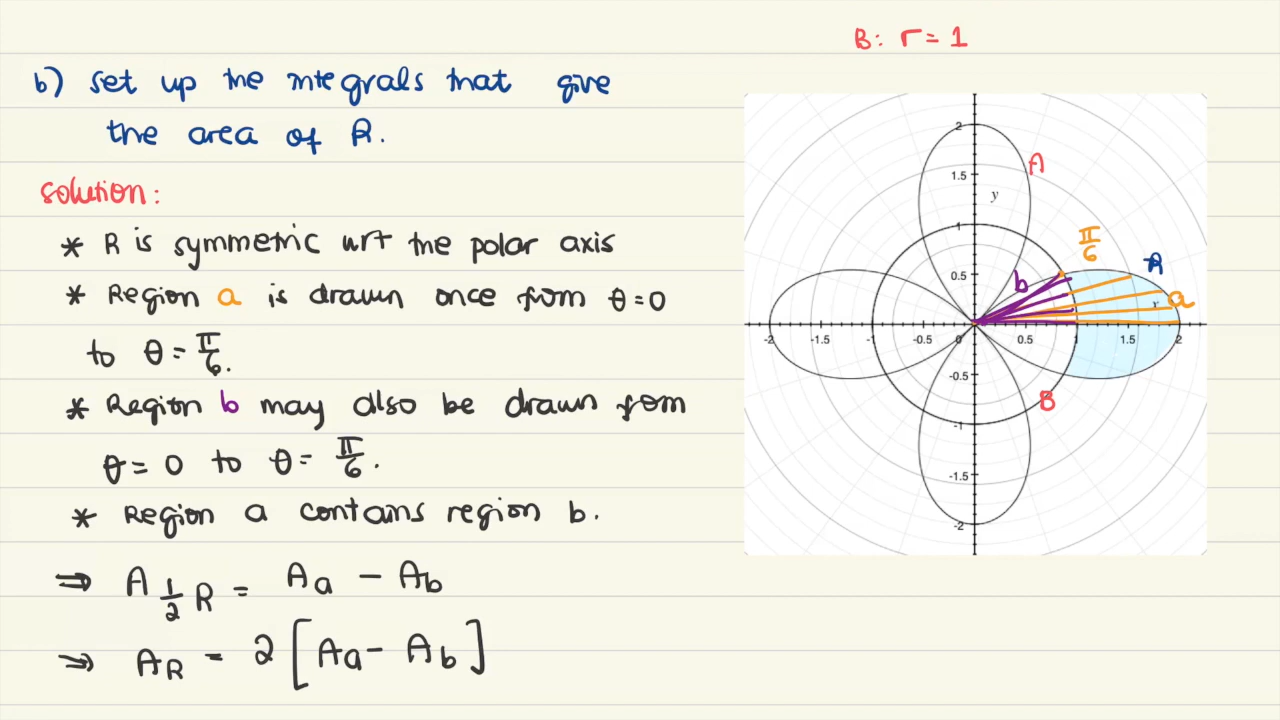 B: r = 1
b) set up the integrals that give
the area of R.
solution:
* R is symmetric wrt the polar axis
* Region a is drawn once from θ = 0
to θ = π/6.
* Region b may also be drawn from
θ = 0 to θ = π/6.
* Region a contains region b.
⇒ A ½ R = Aa - Ab
⇒ AR = 2 [Aa - Ab]
2
A
1.5
y
π/6
1
R
0.5
b
a
x
-2 -1.5 -1 -0.5 0 0.5 1 1.5 2
-0.5
B
-1
-1.5
-2